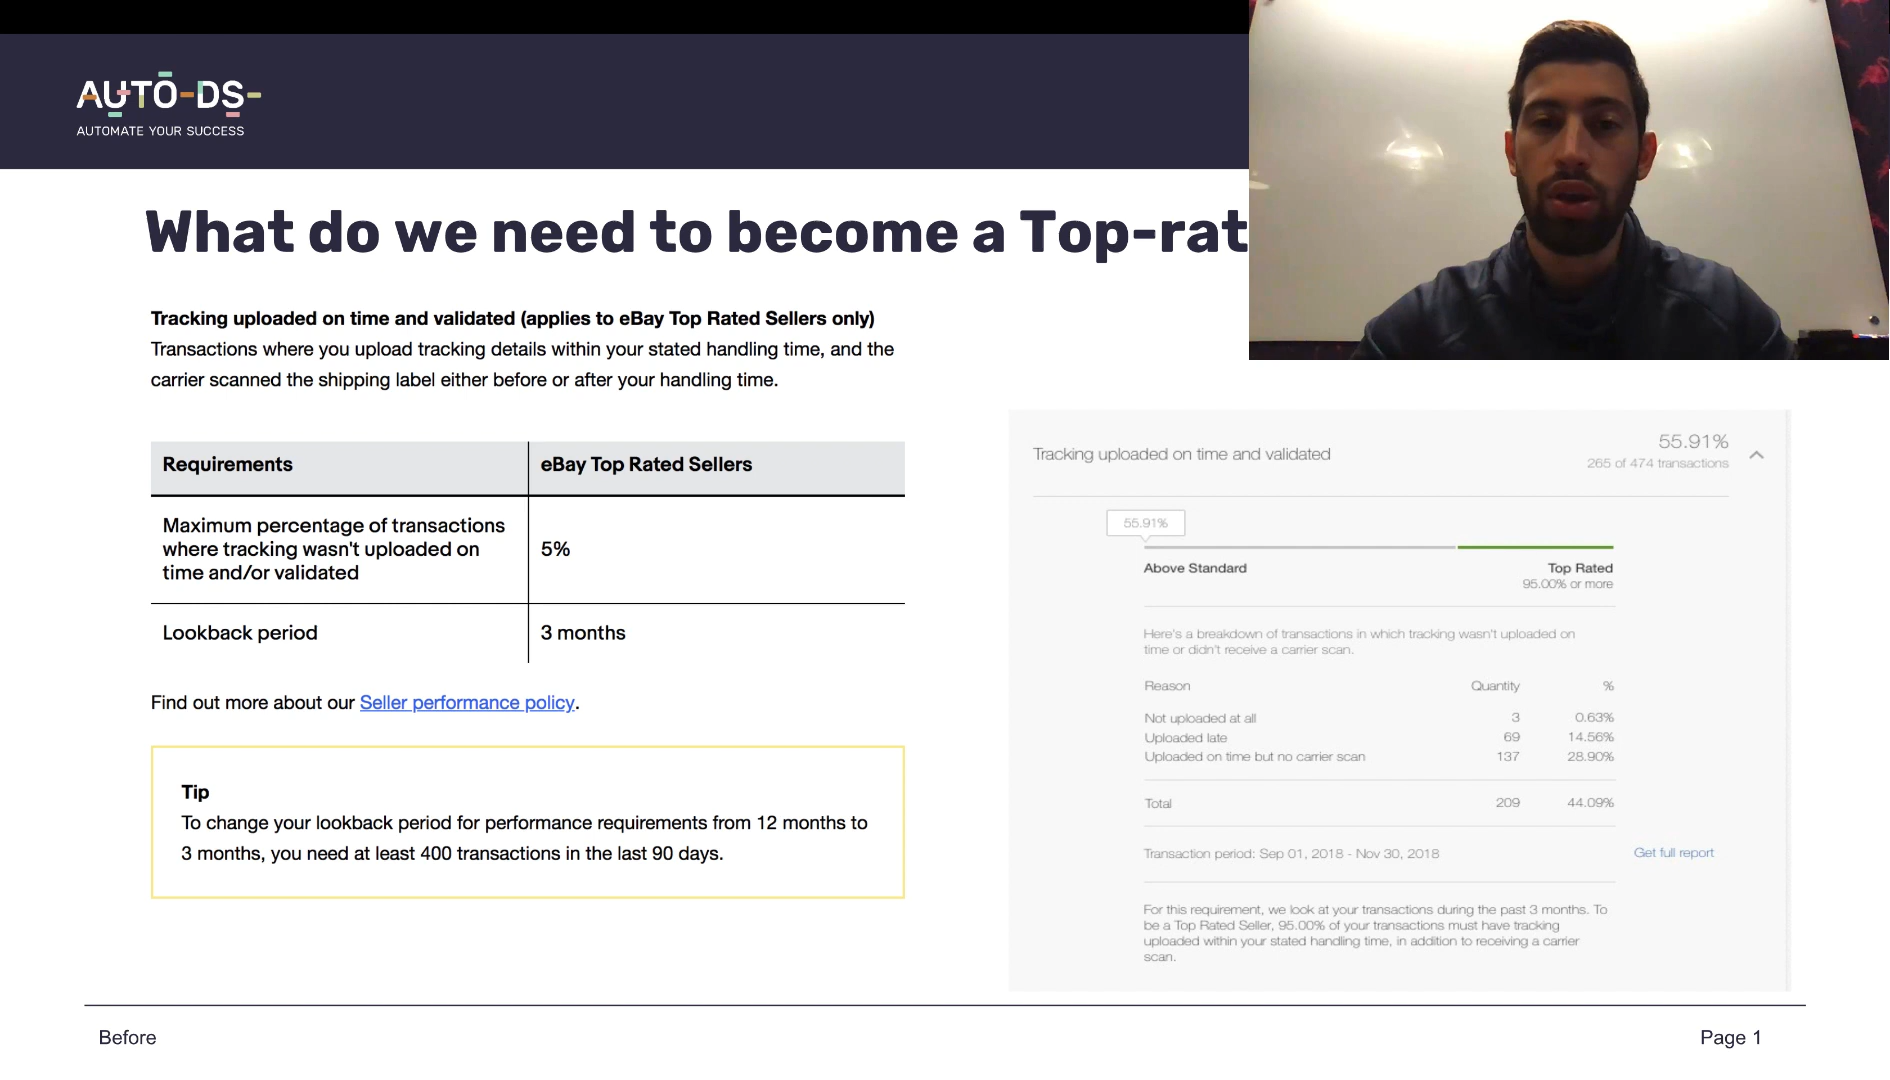 AUTO-DS-
AUTOMATE YOUR SUCCESS
What do we need to become a Top-rat
Tracking uploaded on time and validated (applies to eBay Top Rated Sellers only)
Transactions where you upload tracking details within your stated handling time, and the
carrier scanned the shipping label either before or after your handling time.
Requirements eBay Top Rated Sellers
Maximum percentage of transactions
where tracking wasn't uploaded on
time and/or validated
5%
Lookback period 3 months
Find out more about our Seller performance policy.
Tip
To change your lookback period for performance requirements from 12 months to
3 months, you need at least 400 transactions in the last 90 days.
Tracking uploaded on time and validated
55.91%
265 of 474 transactions
55.91%
Above Standard Top Rated
95.00% or more
Here's a breakdown of transactions in which tracking wasn't uploaded on
time or didn't receive a carrier scan.
Reason Quantity %
Not uploaded at all 3 0.63%
Uploaded late 69 14.56%
Uploaded on time but no carrier scan 137 28.90%
Total 209 44.09%
Transaction period: Sep 01, 2018 - Nov 30, 2018 Get full report
For this requirement, we look at your transactions during the past 3 months. To
be a Top Rated Seller, 95.00% of your transactions must have tracking
uploaded within your stated handling time, in addition to receiving a carrier
scan.
Before Page 1